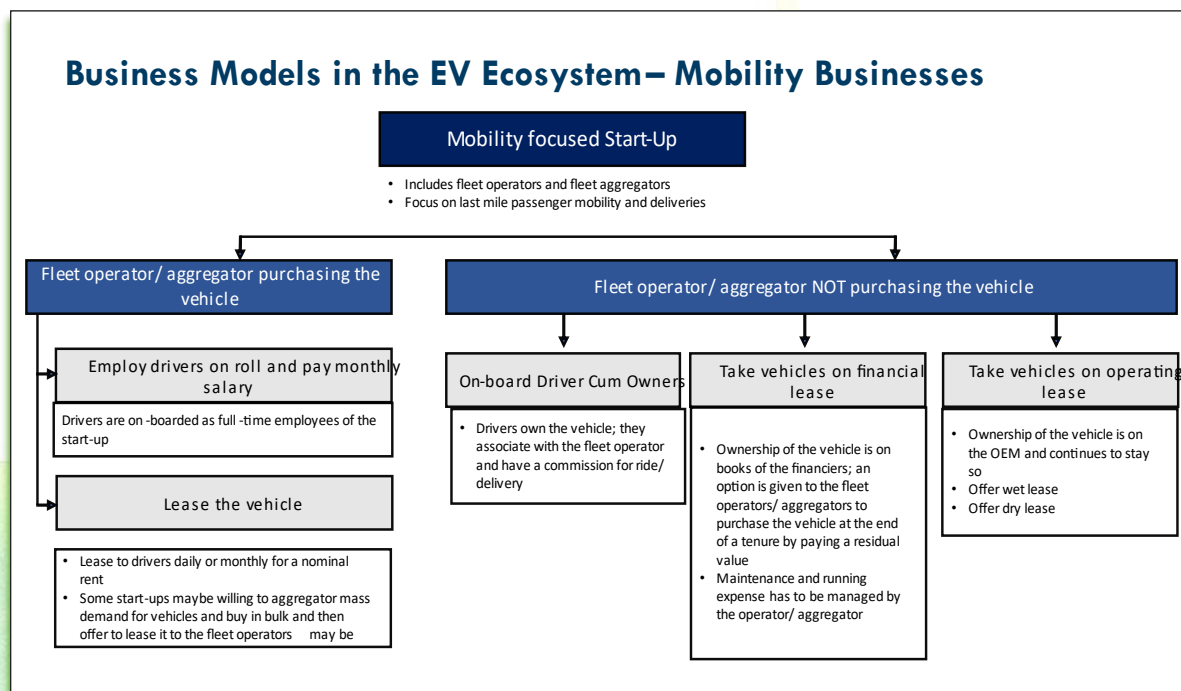 Business Models in the EV Ecosystem– Mobility Businesses
Mobility focused Start-Up
• Includes fleet operators and fleet aggregators
• Focus on last mile passenger mobility and deliveries
Fleet operator/ aggregator purchasing the
vehicle
Employ drivers on roll and pay monthly
salary
Drivers are on -boarded as full -time employees of the
start-up
Lease the vehicle
• Lease to drivers daily or monthly for a nominal
rent
• Some start-ups maybe willing to aggregator mass
demand for vehicles and buy in bulk and then
offer to lease it to the fleet operators may be
Fleet operator/ aggregator NOT purchasing the vehicle
On-board Driver Cum Owners
• Drivers own the vehicle; they
associate with the fleet operator
and have a commission for ride/
delivery
Take vehicles on financial
lease
• Ownership of the vehicle is on
books of the financiers; an
option is given to the fleet
operators/ aggregators to
purchase the vehicle at the end
of a tenure by paying a residual
value
• Maintenance and running
expense has to be managed by
the operator/ aggregator
Take vehicles on operating
lease
• Ownership of the vehicle is on
the OEM and continues to stay
so
• Offer wet lease
• Offer dry lease